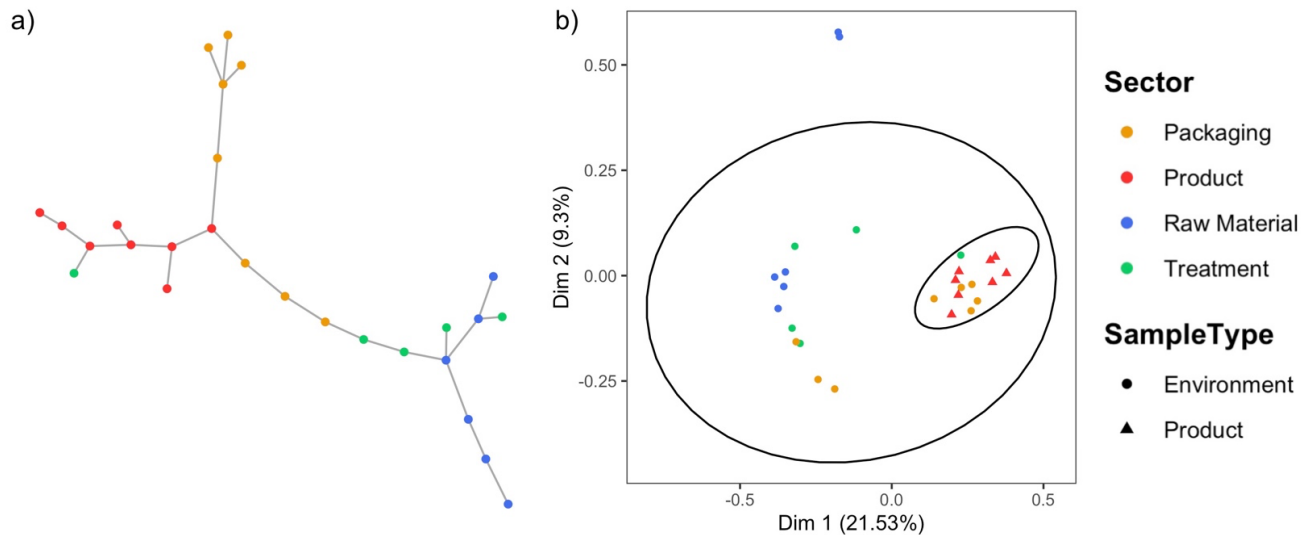 a)
b)
Dim 2 (9.3%)
0.50
0.25
0.00
-0.25
-0.5
0.0
0.5
Dim 1 (21.53%)
Sector
Packaging
Product
Raw Material
Treatment
SampleType
Environment
Product